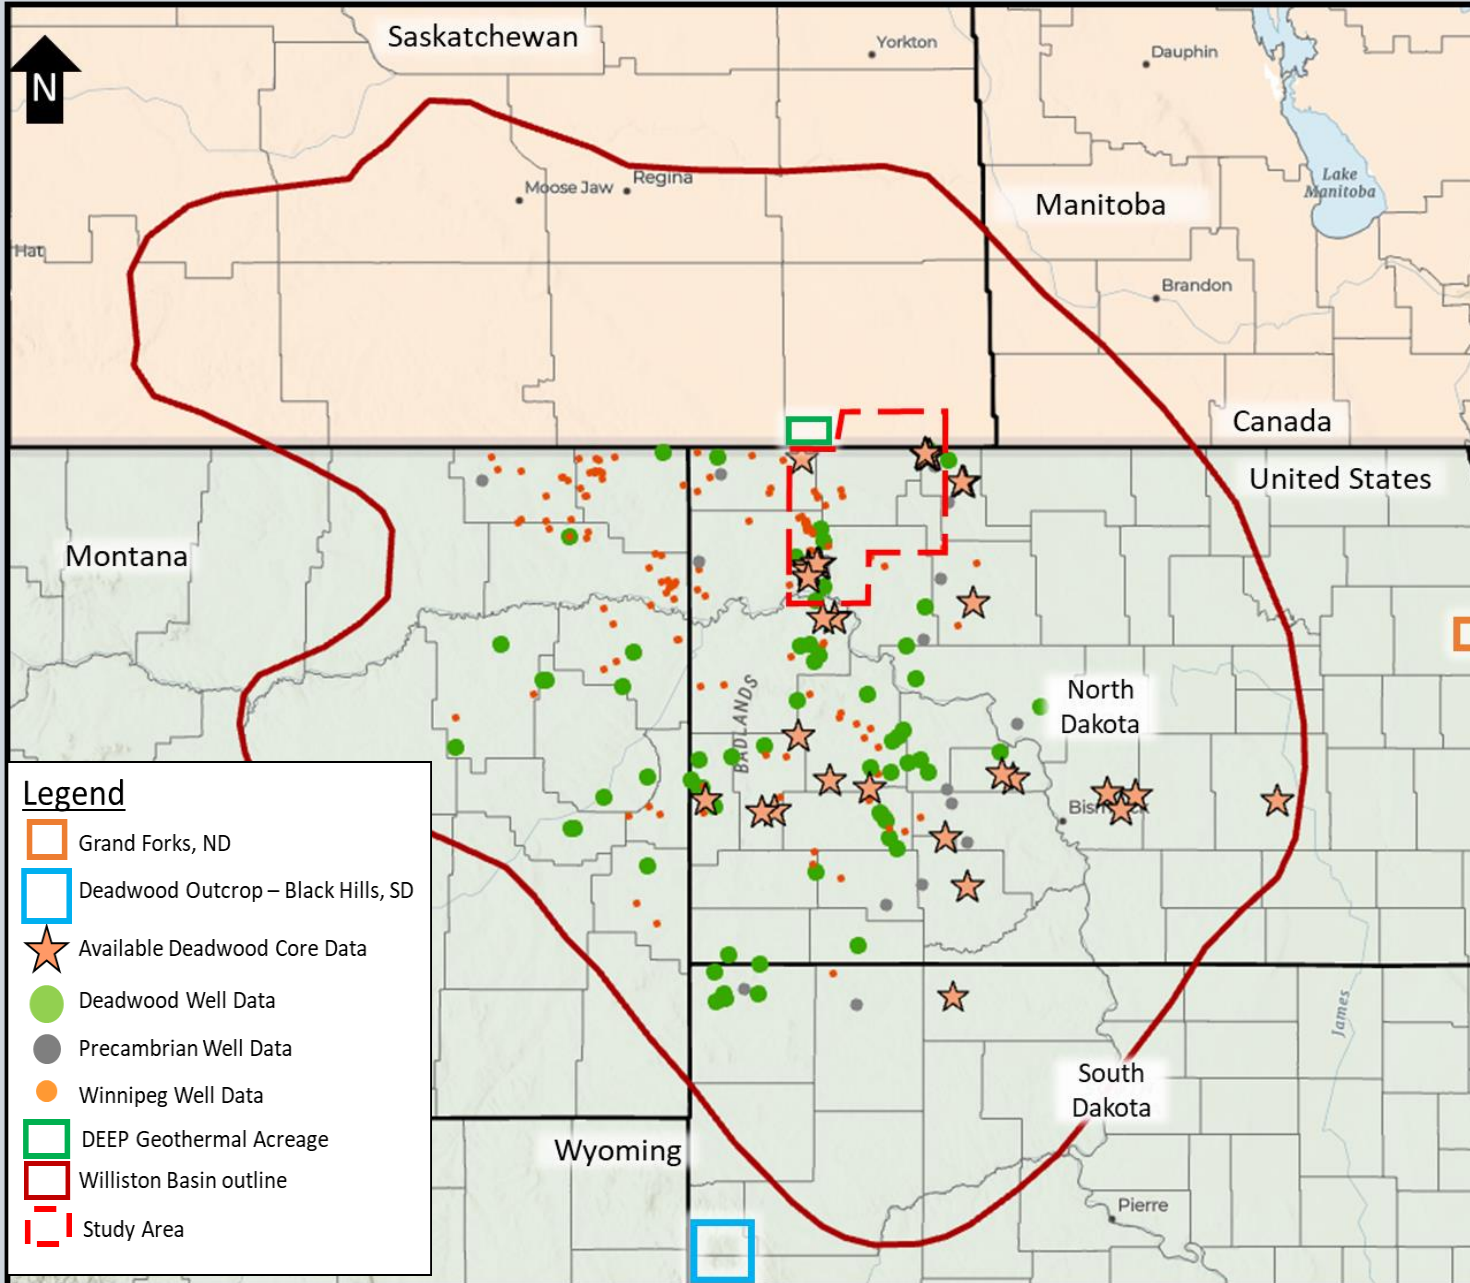 Saskatchewan
Yorkton
Dauphin
N
Lake
Manitoba
Moose Jaw
Regina
Manitoba
Hat
Brandon
Canada
United States
Montana
BADLANDS
North
Dakota
Legend
Grand Forks, ND
Deadwood Outcrop – Black Hills, SD
Available Deadwood Core Data
Deadwood Well Data
Precambrian Well Data
Winnipeg Well Data
DEEP Geothermal Acreage
Williston Basin outline
Study Area
James
South
Dakota
Wyoming
Pierre